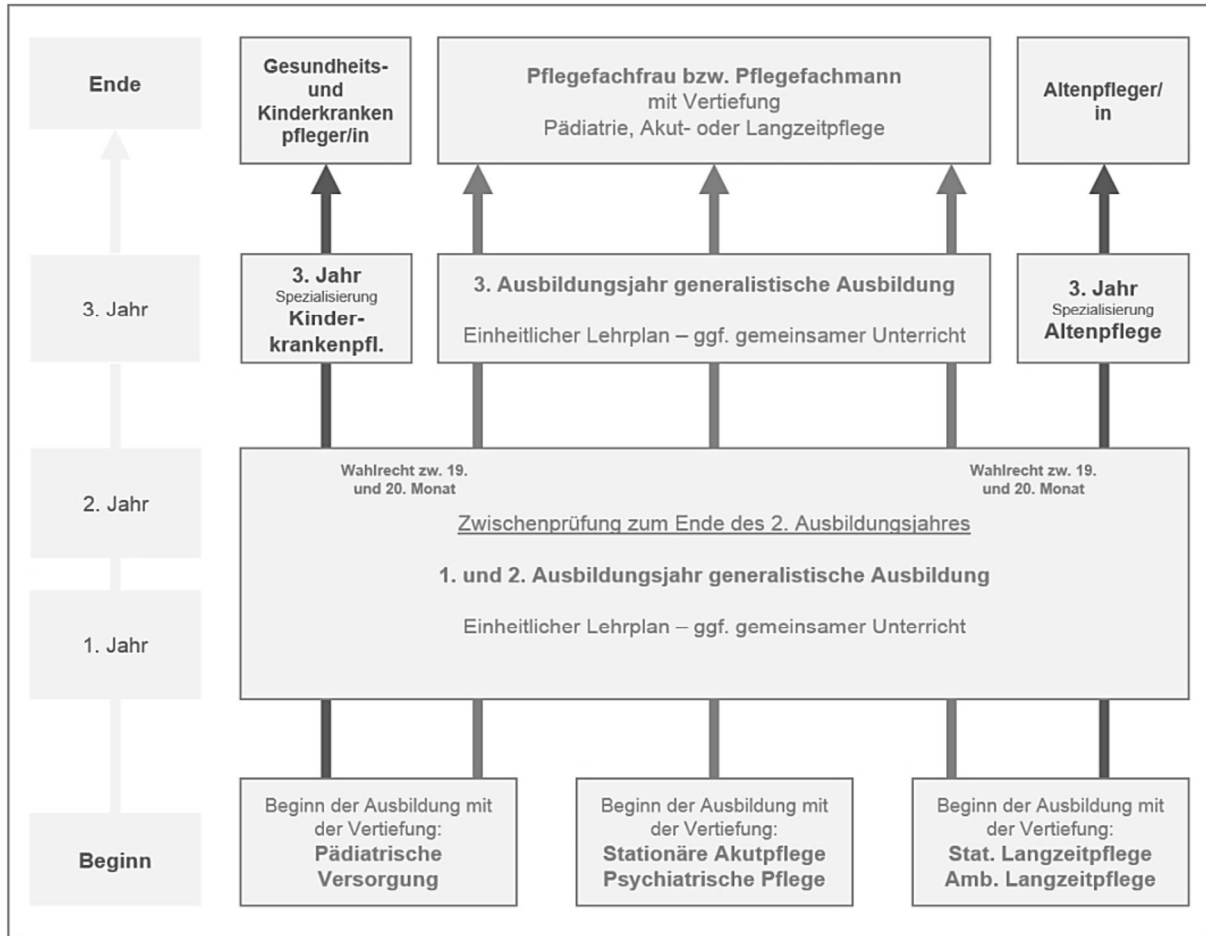 Ende
Gesundheits-
und
Kinderkranken
pfleger/in
Pflegefachfrau bzw. Pflegefachmann
mit Vertiefung
Pädiatrie, Akut- oder Langzeitpflege
Altenpfleger/
in
3. Jahr
3. Jahr
Spezialisierung
Kinder-
krankenpfl.
3. Ausbildungsjahr generalistische Ausbildung
Einheitlicher Lehrplan – ggf. gemeinsamer Unterricht
3. Jahr
Spezialisierung
Altenpflege
2. Jahr
Wahlrecht zw. 19.
und 20. Monat
Wahlrecht zw. 19.
und 20. Monat
Zwischenprüfung zum Ende des 2. Ausbildungsjahres
1. und 2. Ausbildungsjahr generalistische Ausbildung
1. Jahr
Einheitlicher Lehrplan – ggf. gemeinsamer Unterricht
Beginn
Beginn der Ausbildung mit
der Vertiefung:
Pädiatrische
Versorgung
Beginn der Ausbildung mit
der Vertiefung:
Stationäre Akutpflege
Psychiatrische Pflege
Beginn der Ausbildung mit
der Vertiefung:
Stat. Langzeitpflege
Amb. Langzeitpflege